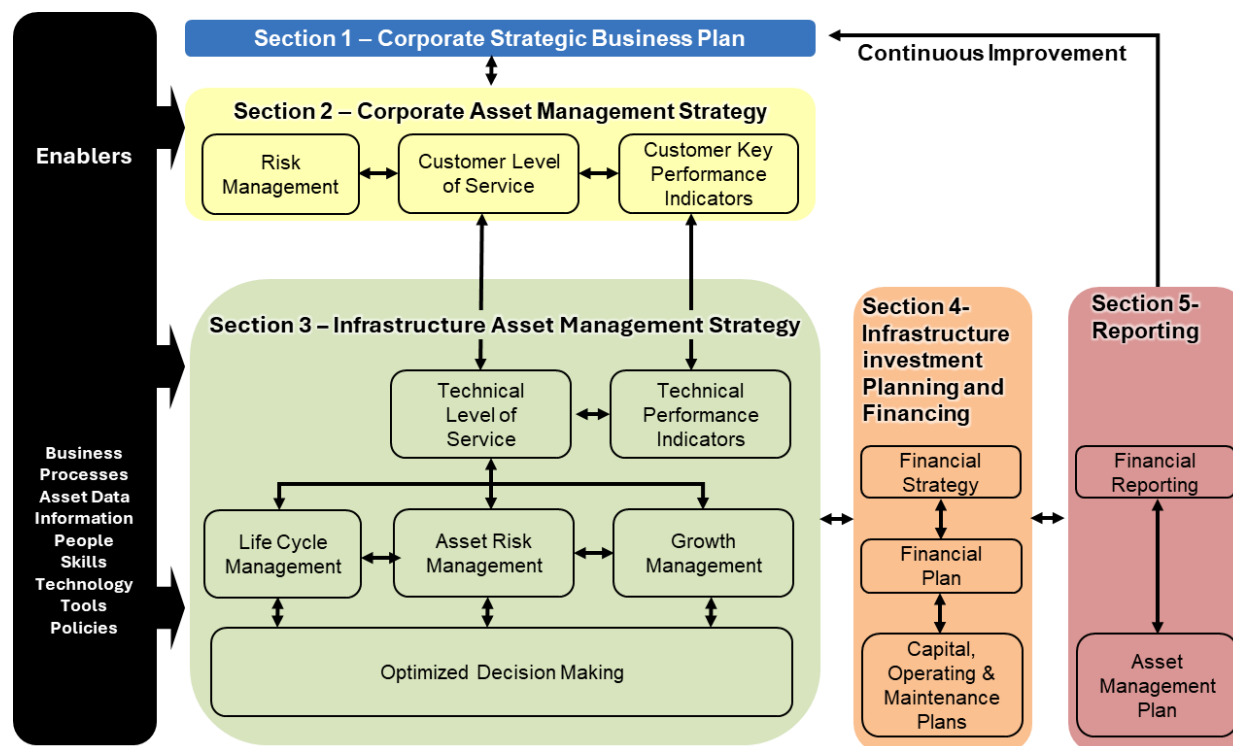 Enablers
Business
Processes
Asset Data
Information
People
Skills
Technology
Tools
Policies
Section 1 – Corporate Strategic Business Plan
Continuous Improvement
Section 2 – Corporate Asset Management Strategy
Risk
Management
Customer Level
of Service
Customer Key
Performance
Indicators
Section 3 – Infrastructure Asset Management Strategy
Technical
Level of
Service
Technical
Performance
Indicators
Life Cycle
Management
Asset Risk
Management
Growth
Management
Optimized Decision Making
Section 4-
Infrastructure
investment
Planning and
Financing
Financial
Strategy
Financial
Plan
Capital,
Operating &
Maintenance
Plans
Section 5-
Reporting
Financial
Reporting
Asset
Management
Plan